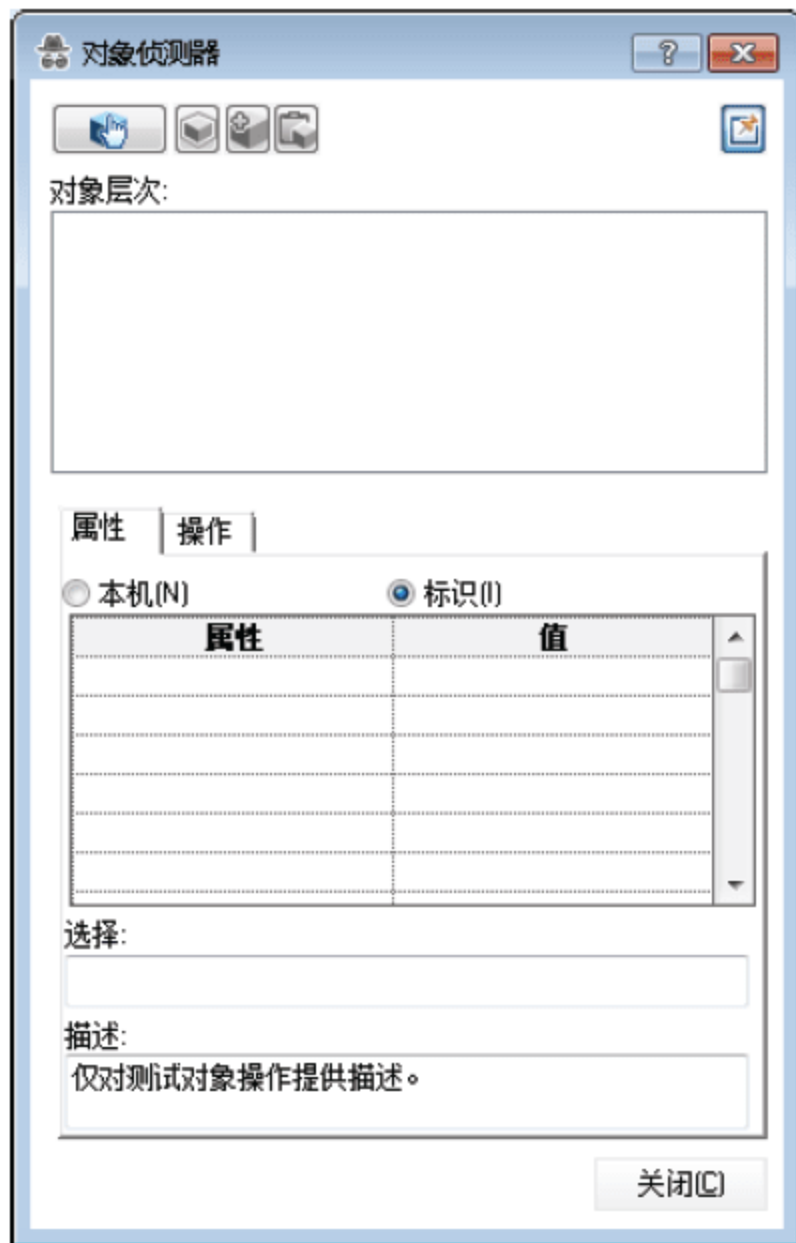 对象侦测器
对象层次:
属性 操作
本机(N) 标识(I)
属性 值
选择:
描述:
仅对测试对象操作提供描述。
关闭(C)